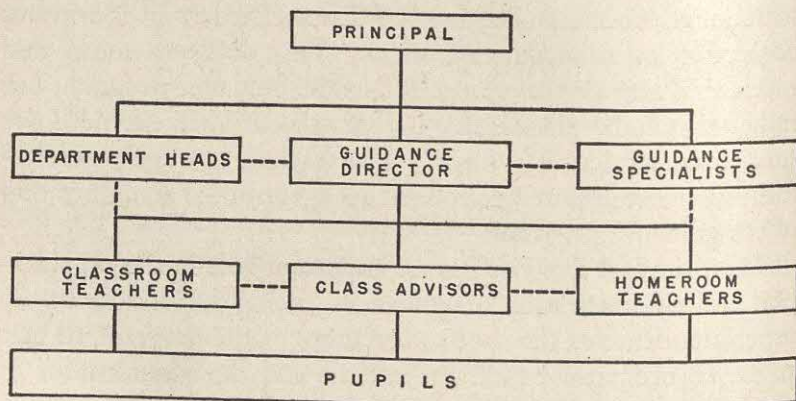 PRINCIPAL
DEPARTMENT HEADS
GUIDANCE
DIRECTOR
GUIDANCE
SPECIALISTS
CLASSROOM
TEACHERS
CLASS ADVISORS
HOMEROOM
TEACHERS
PUPILS